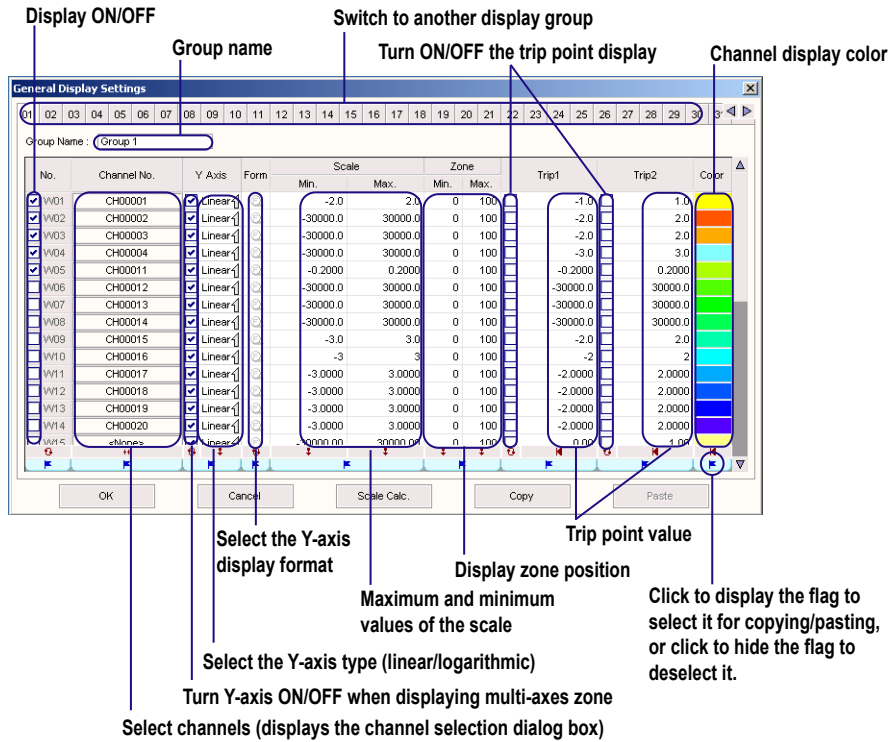 Display ON/OFF
Switch to another display group
Group name
Turn ON/OFF the trip point display
Channel display color
General Display Settings
01 02 03 04 05 06 07 08 09 10 11 12 13 14 15 16 17 18 19 20 21 22 23 24 25 26 27 28 29 30
Group Name : Group 1
No. Channel No. Y Axis Form Scale Zone Trip1 Trip2 Color
Min. Max. Min. Max.
W01 CH00001 Linear -2.0 2.0 0 100 -1.0 1.0
W02 CH00002 Linear -30000.0 30000.0 0 100 -2.0 2.0
W03 CH00003 Linear -30000.0 30000.0 0 100 -2.0 2.0
W04 CH00004 Linear -30000.0 30000.0 0 100 -3.0 3.0
W05 CH00011 Linear -0.2000 0.2000 0 100 -0.2000 0.2000
W06 CH00012 Linear -30000.0 30000.0 0 100 -30000.0 30000.0
W07 CH00013 Linear -30000.0 30000.0 0 100 -30000.0 30000.0
W08 CH00014 Linear -30000.0 30000.0 0 100 -30000.0 30000.0
W09 CH00015 Linear -3.0 3.0 0 100 -2.0 2.0
W10 CH00016 Linear -3 3 0 100 -2 2
W11 CH00017 Linear -3.0000 3.0000 0 100 -2.0000 2.0000
W12 CH00018 Linear -3.0000 3.0000 0 100 -2.0000 2.0000
W13 CH00019 Linear -3.0000 3.0000 0 100 -2.0000 2.0000
W14 CH00020 Linear -3.0000 3.0000 0 100 -2.0000 2.0000
W15 <None> Linear -30000.00 30000.00 0 100 0.00 1.00
OK Cancel Scale Calc. Copy Paste
Select the Y-axis
display format
Trip point value
Display zone position
Maximum and minimum
values of the scale
Click to display the flag to
select it for copying/pasting,
or click to hide the flag to
deselect it.
Select the Y-axis type (linear/logarithmic)
Turn Y-axis ON/OFF when displaying multi-axes zone
Select channels (displays the channel selection dialog box)